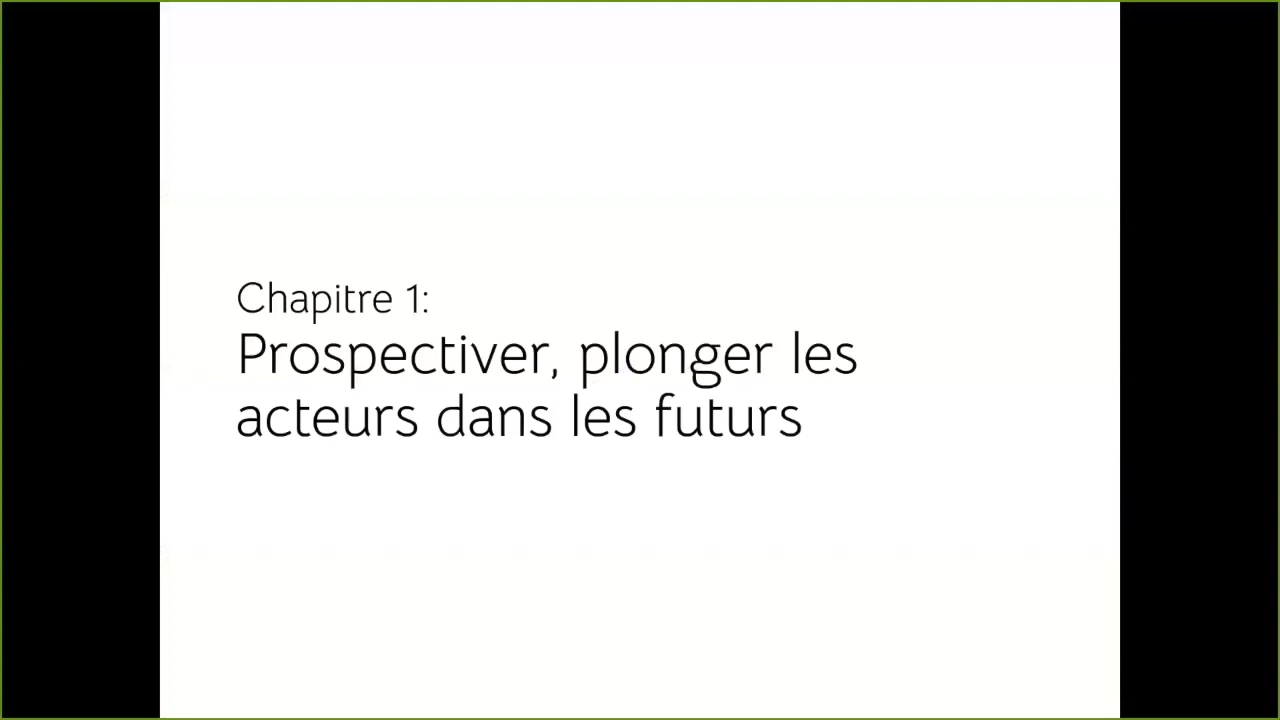 Chapitre 1:
Prospectiver, plonger les
acteurs dans les futurs